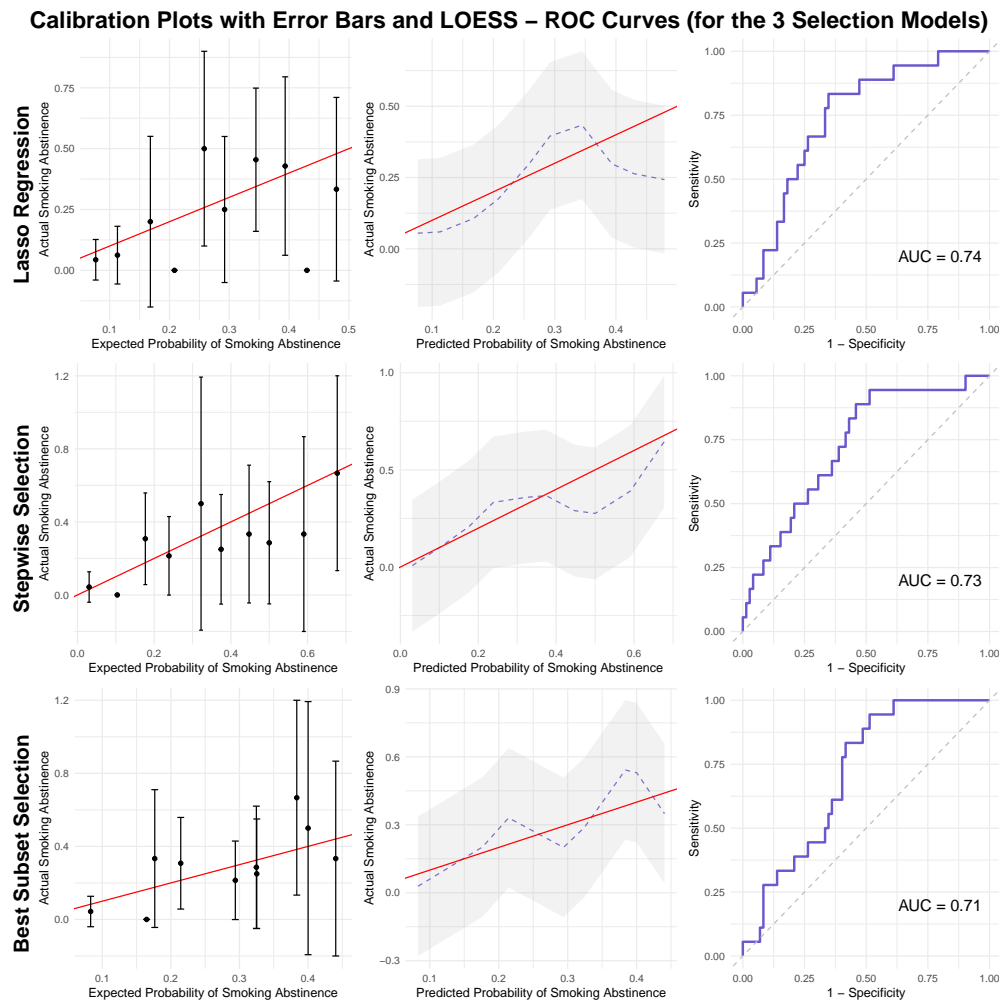 Calibration Plots with Error Bars and LOESS – ROC Curves (for the 3 Selection Models)
Lasso Regression
Actual Smoking Abstinence
0.75
0.50
0.25
0.00
0.1 0.2 0.3 0.4 0.5
Expected Probability of Smoking Abstinence
Actual Smoking Abstinence
0.50
0.25
0.00
0.1 0.2 0.3 0.4
Predicted Probability of Smoking Abstinence
Sensitivity
1.00
0.75
0.50
0.25
0.00
AUC = 0.74
0.00 0.25 0.50 0.75 1.00
1 – Specificity
Stepwise Selection
Actual Smoking Abstinence
1.2
0.8
0.4
0.0
0.0 0.2 0.4 0.6
Expected Probability of Smoking Abstinence
Actual Smoking Abstinence
1.0
0.5
0.0
0.0 0.2 0.4 0.6
Predicted Probability of Smoking Abstinence
Sensitivity
1.00
0.75
0.50
0.25
0.00
AUC = 0.73
0.00 0.25 0.50 0.75 1.00
1 – Specificity
Best Subset Selection
Actual Smoking Abstinence
1.2
0.8
0.4
0.0
0.1 0.2 0.3 0.4
Expected Probability of Smoking Abstinence
Actual Smoking Abstinence
0.9
0.6
0.3
0.0
−0.3
0.1 0.2 0.3 0.4
Predicted Probability of Smoking Abstinence
Sensitivity
1.00
0.75
0.50
0.25
0.00
AUC = 0.71
0.00 0.25 0.50 0.75 1.00
1 – Specificity